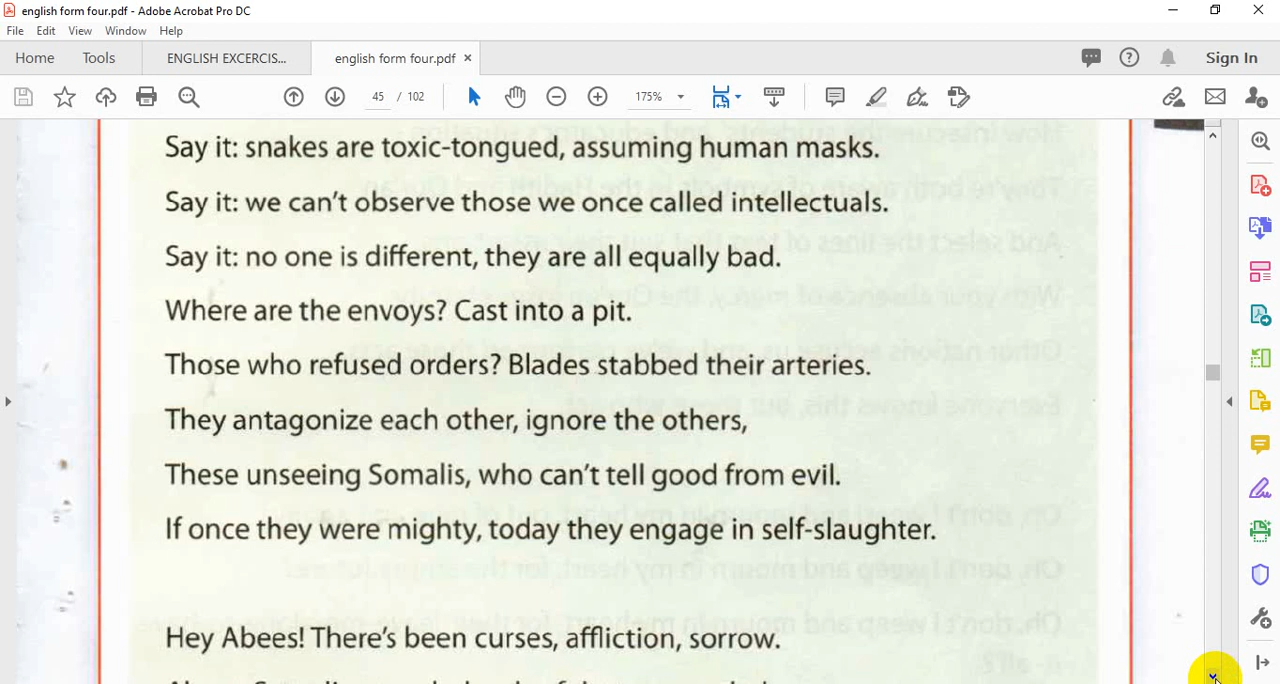 english form four.pdf - Adobe Acrobat Pro DC
File Edit View Window Help
Home Tools ENGLISH EXCERCIS... english form four.pdf × Sign In
45 / 102 175%
Say it: snakes are toxic-tongued, assuming human masks.
Say it: we can't observe those we once called intellectuals.
Say it: no one is different, they are all equally bad.
Where are the envoys? Cast into a pit.
Those who refused orders? Blades stabbed their arteries.
They antagonize each other, ignore the others,
These unseeing Somalis, who can't tell good from evil.
If once they were mighty, today they engage in self-slaughter.
Hey Abees! There's been curses, affliction, sorrow.